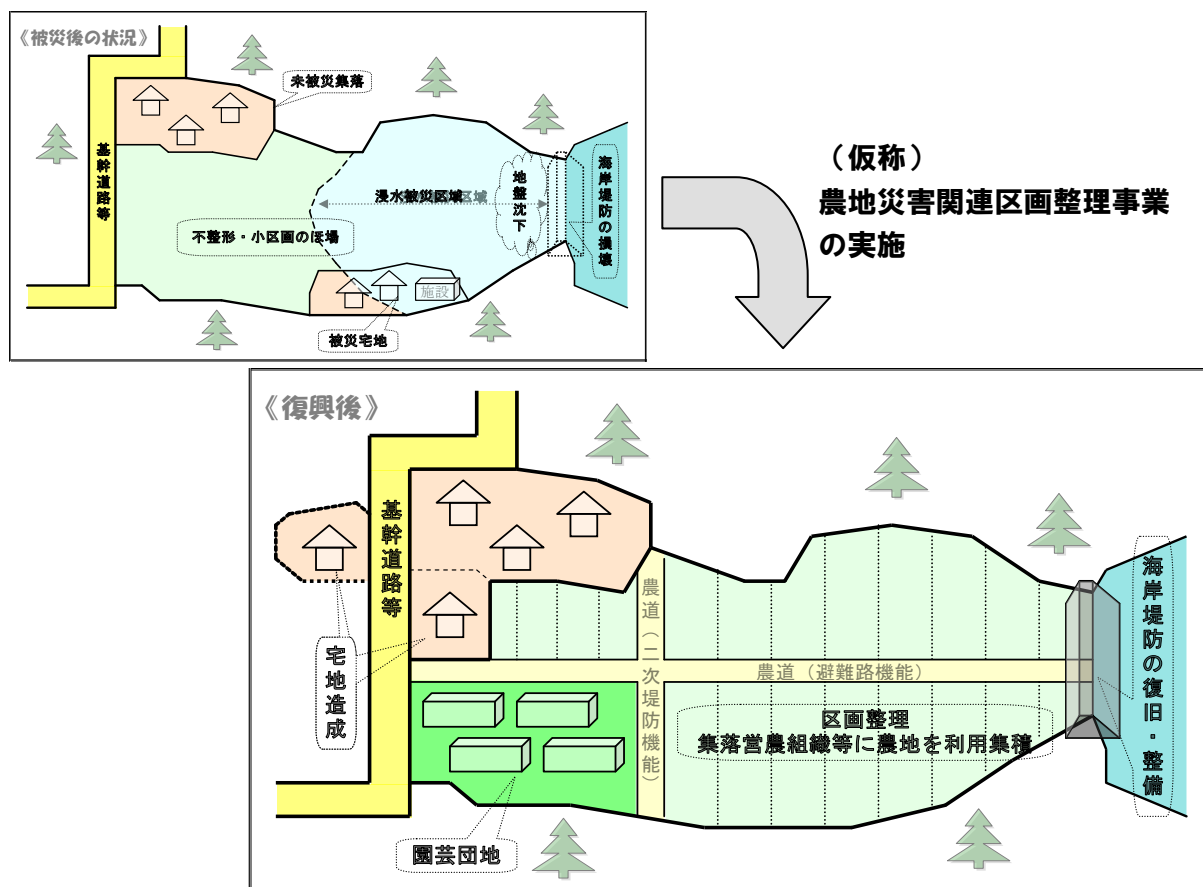 《被災後の状況》
未被災集落
基幹道路等
浸水被災区域
地盤沈下
海岸堤防の損壊
不整形・小区画のほ場
施設
被災宅地
（仮称）
農地災害関連区画整理事業
の実施
《復興後》
基幹道路等
宅地造成
農道（二次堤防機能）
農道（避難路機能）
区画整理
集落営農組織等に農地を利用集積
海岸堤防の復旧・整備
園芸団地